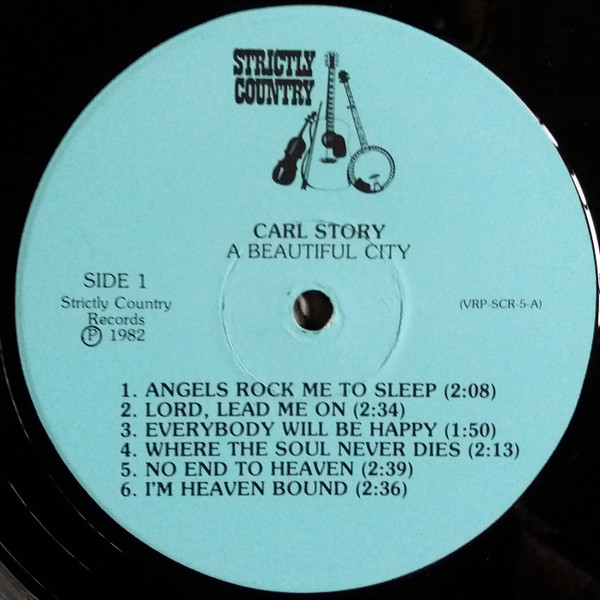 STRICTLY
COUNTRY
CARL STORY
A BEAUTIFUL CITY
SIDE 1
Strictly Country
Records
Ⓟ 1982
(VRP-SCR-5-A)
1. ANGELS ROCK ME TO SLEEP (2:08)
2. LORD, LEAD ME ON (2:34)
3. EVERYBODY WILL BE HAPPY (1:50)
4. WHERE THE SOUL NEVER DIES (2:13)
5. NO END TO HEAVEN (2:39)
6. I'M HEAVEN BOUND (2:36)